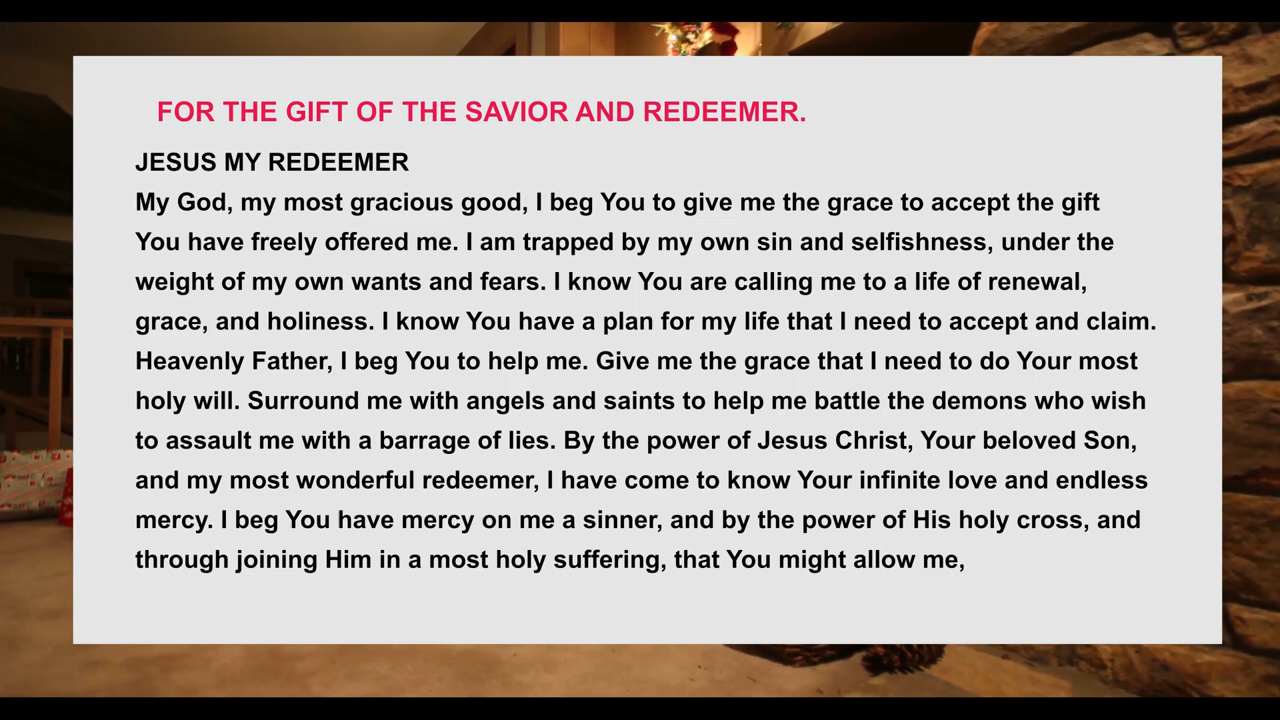 FOR THE GIFT OF THE SAVIOR AND REDEEMER.
JESUS MY REDEEMER
My God, my most gracious good, I beg You to give me the grace to accept the gift
You have freely offered me. I am trapped by my own sin and selfishness, under the
weight of my own wants and fears. I know You are calling me to a life of renewal,
grace, and holiness. I know You have a plan for my life that I need to accept and claim.
Heavenly Father, I beg You to help me. Give me the grace that I need to do Your most
holy will. Surround me with angels and saints to help me battle the demons who wish
to assault me with a barrage of lies. By the power of Jesus Christ, Your beloved Son,
and my most wonderful redeemer, I have come to know Your infinite love and endless
mercy. I beg You have mercy on me a sinner, and by the power of His holy cross, and
through joining Him in a most holy suffering, that You might allow me,